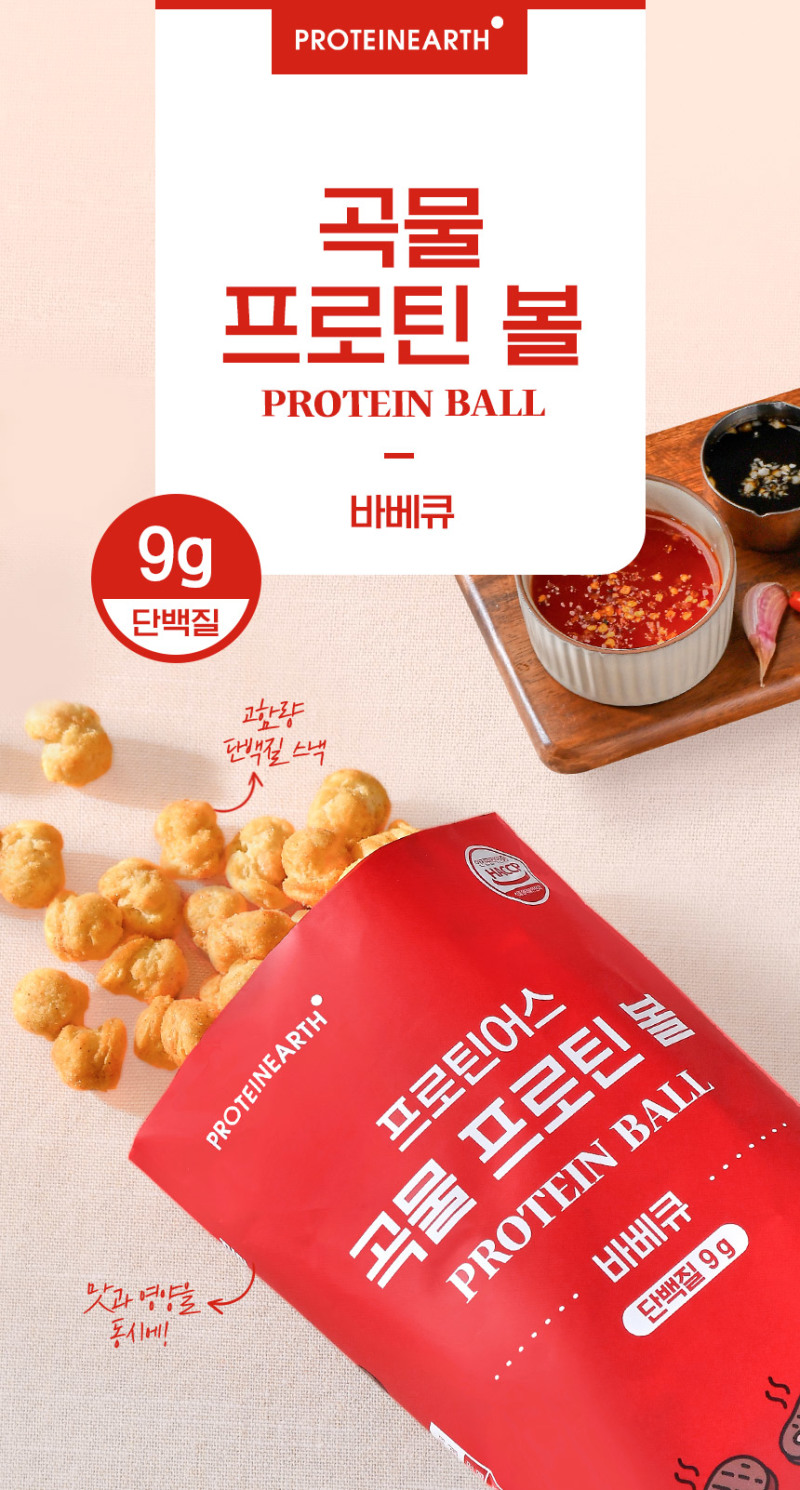 PROTEINEARTH
곡물
프로틴 볼
PROTEIN BALL
바베큐
9g
단백질
고함량
단백질 스낵
HACCP
PROTEINEARTH
프로틴어스
곡물 프로틴 볼
PROTEIN BALL
바베큐
단백질 9 g
맛과 영양을
동시에!